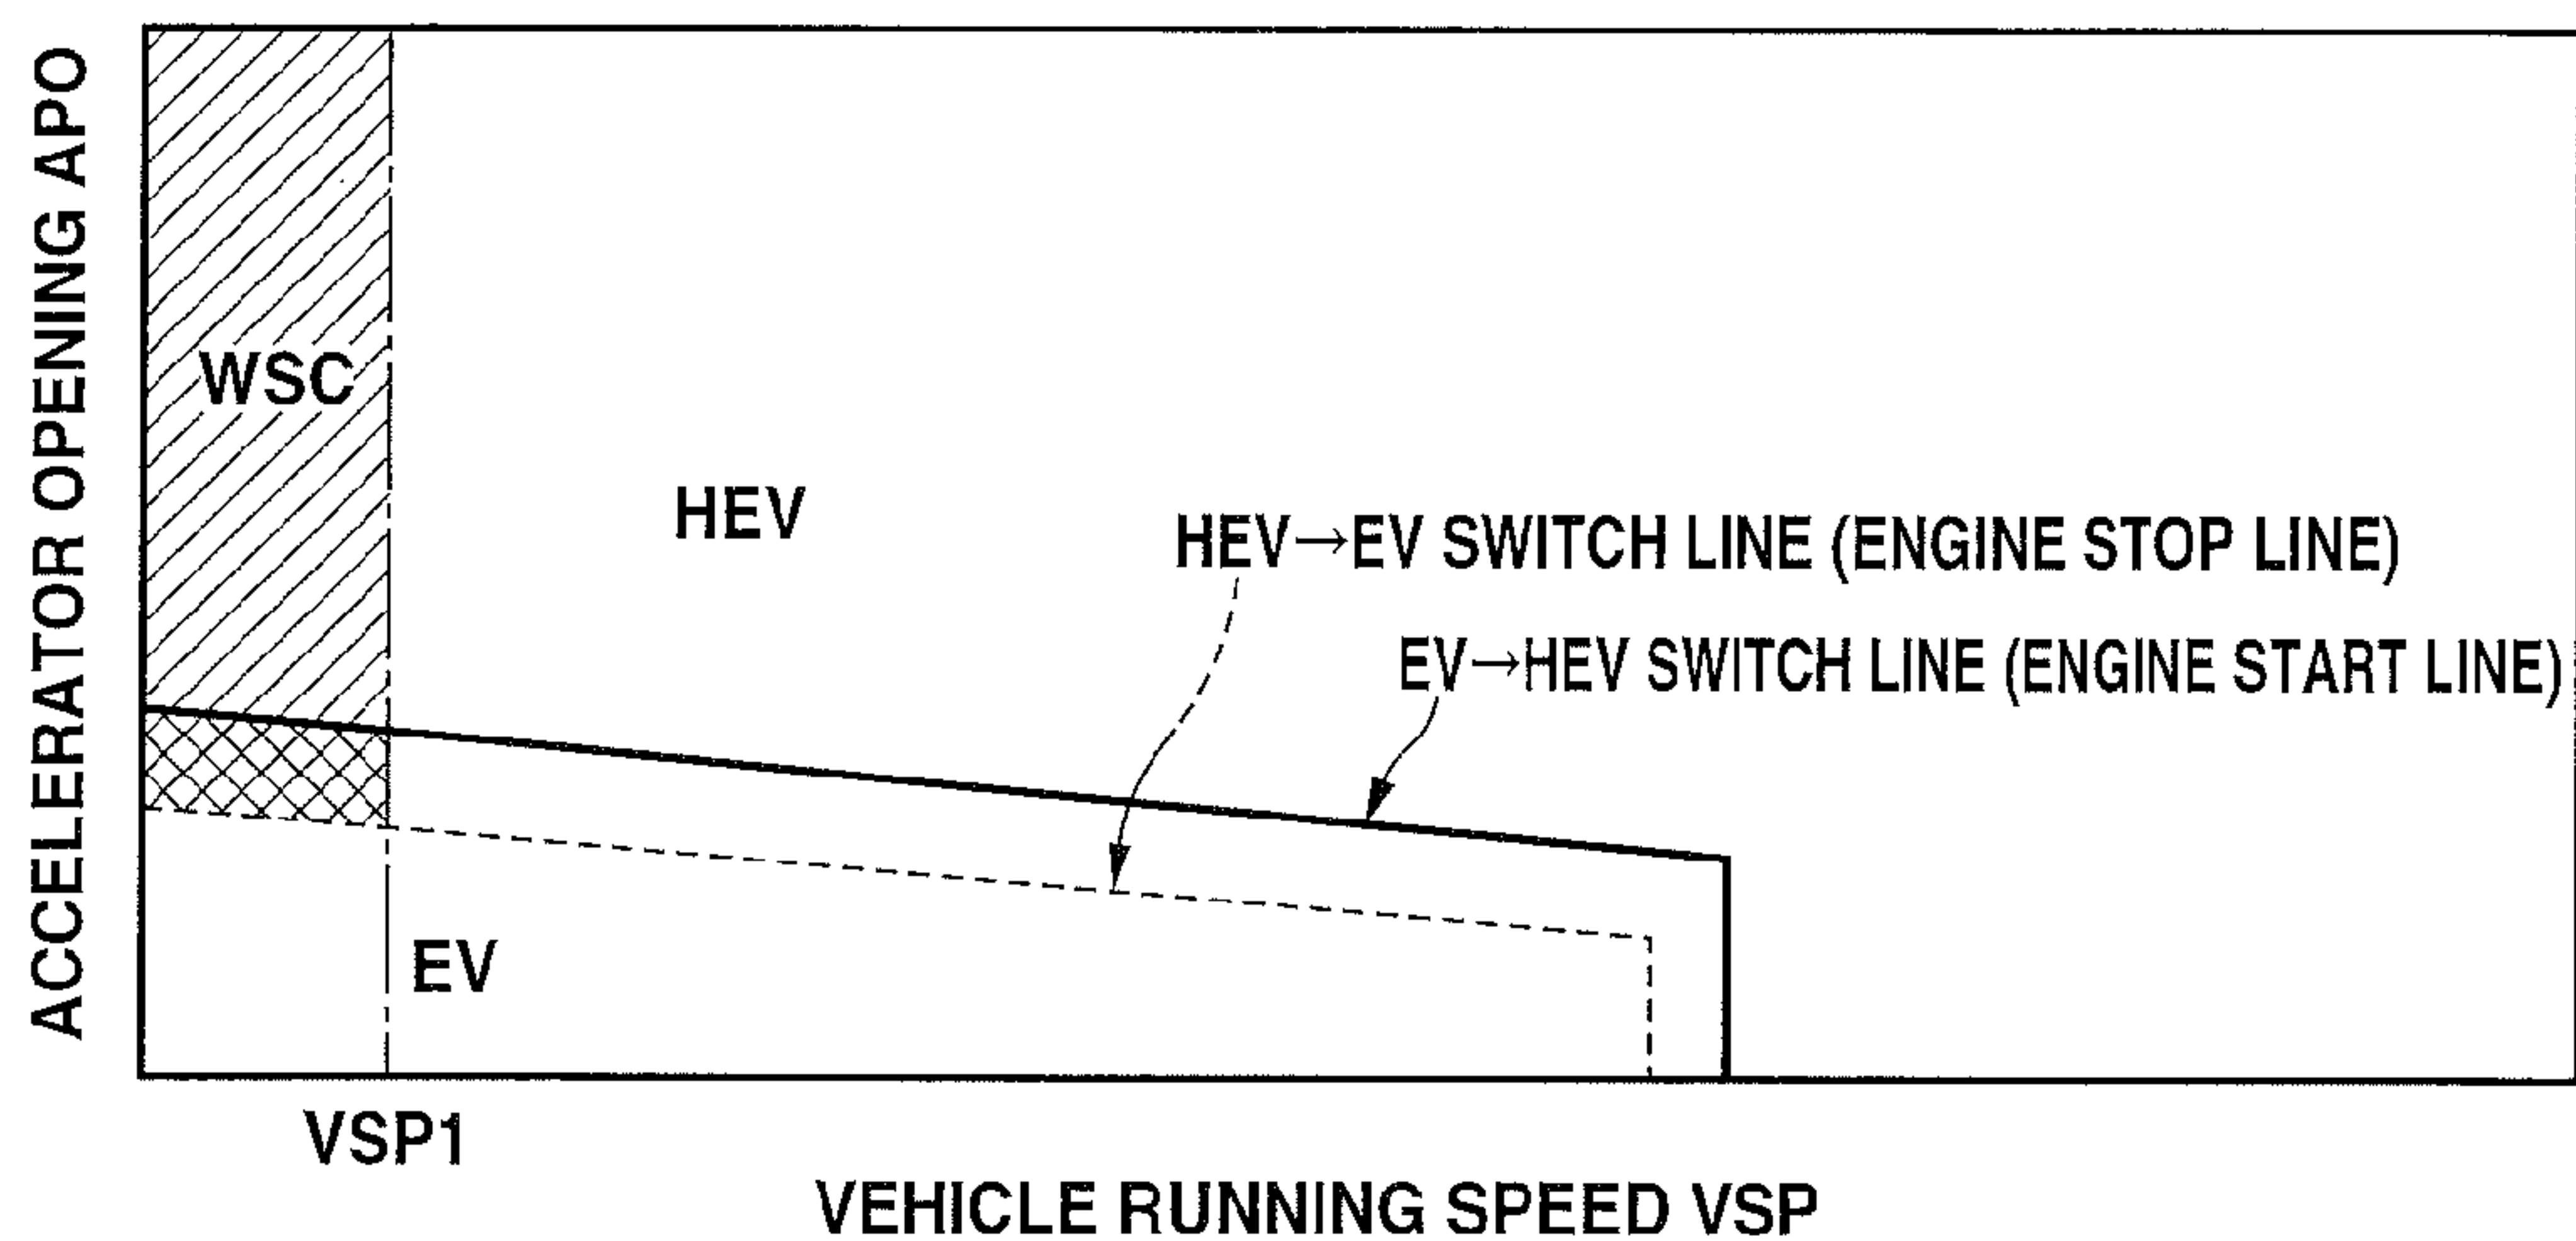 ACCELERATOR OPENING APO
WSC
HEV
HEV→EV SWITCH LINE (ENGINE STOP LINE)
EV→HEV SWITCH LINE (ENGINE START LINE)
EV
VSP1
VEHICLE RUNNING SPEED VSP